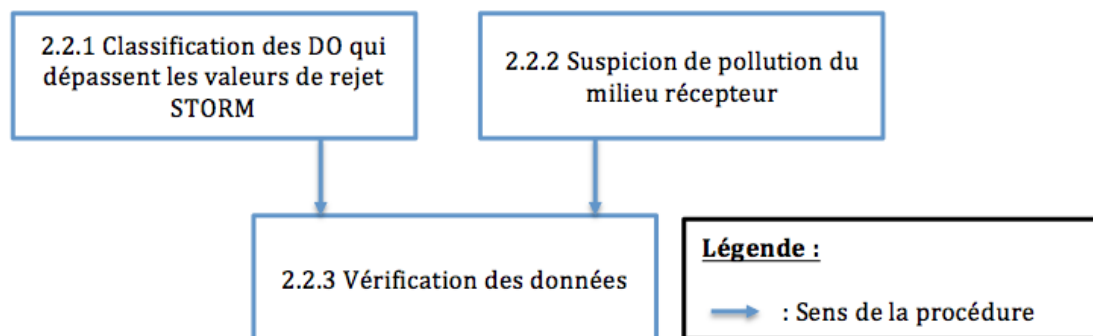 2.2.1 Classification des DO qui
dépassent les valeurs de rejet
STORM
2.2.2 Suspicion de pollution du
milieu récepteur
2.2.3 Vérification des données
Légende :
: Sens de la procédure